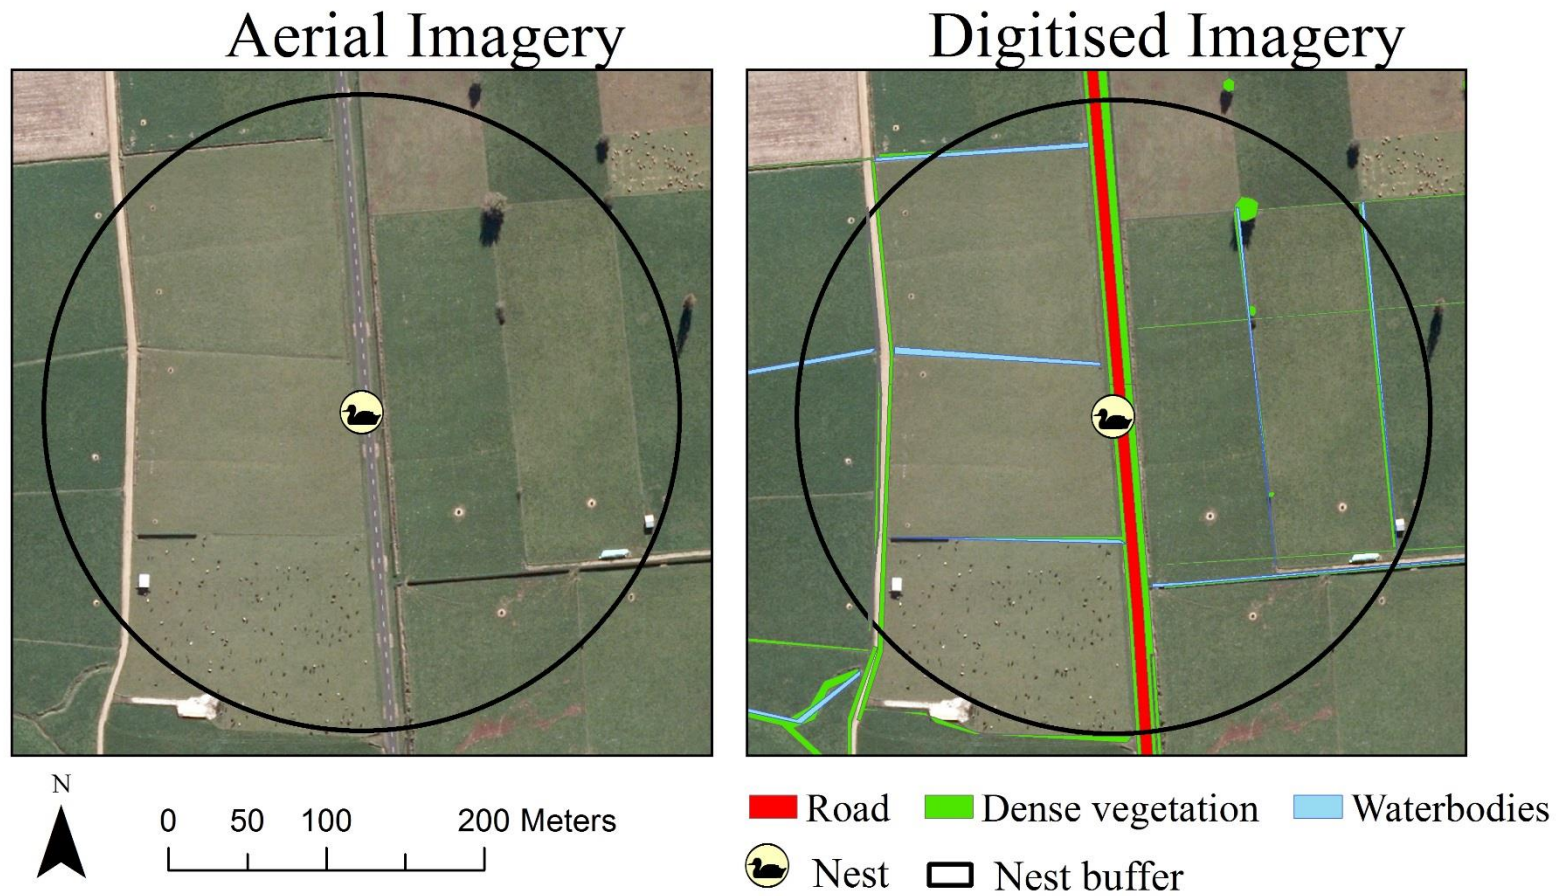 Aerial Imagery
Digitised Imagery
N
0 50 100 200 Meters
Road Dense vegetation Waterbodies
Nest Nest buffer